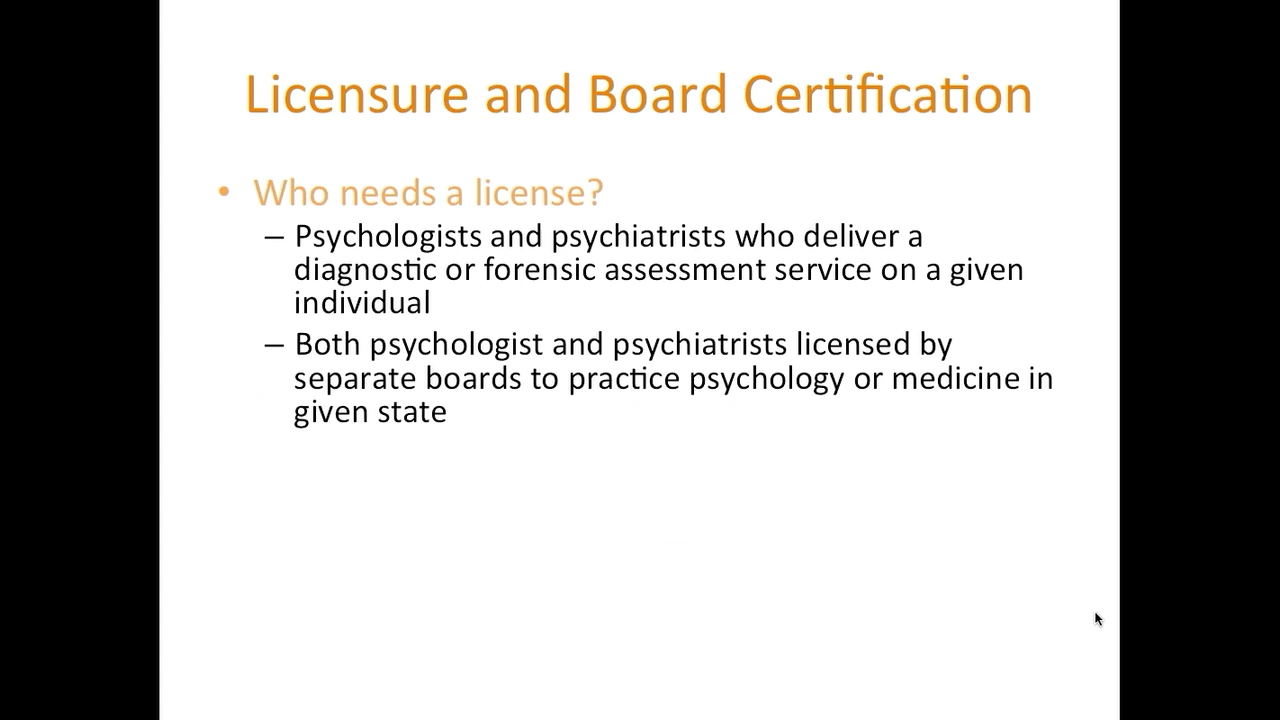 Licensure and Board Certification
• Who needs a license?
– Psychologists and psychiatrists who deliver a
diagnostic or forensic assessment service on a given
individual
– Both psychologist and psychiatrists licensed by
separate boards to practice psychology or medicine in
given state